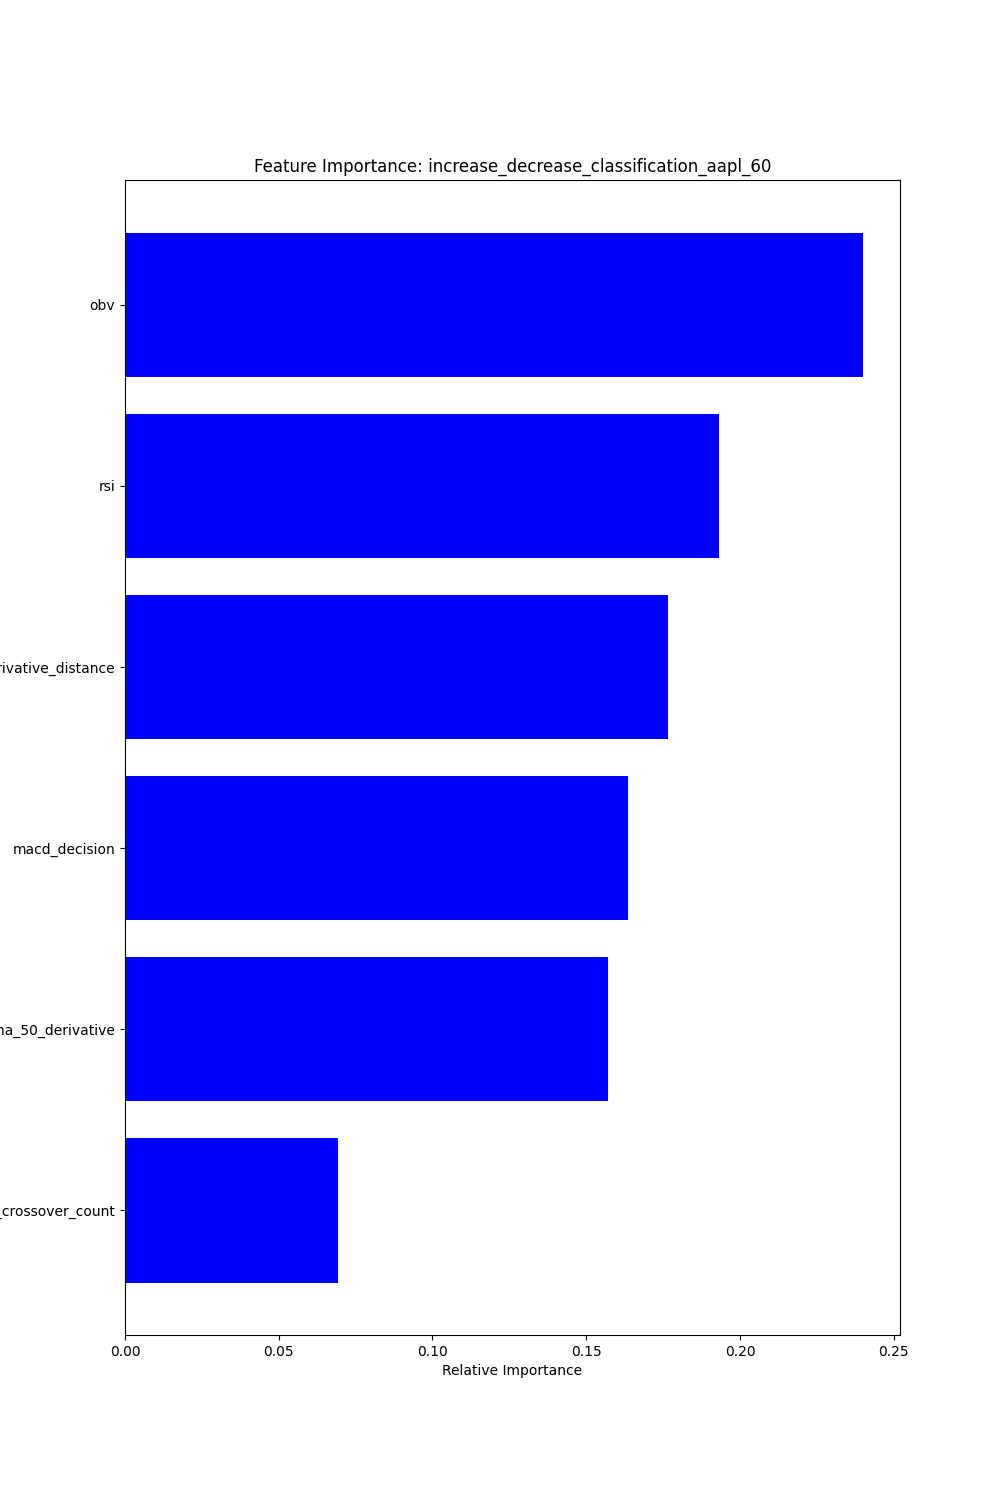 Feature Importance: increase_decrease_classification_aapl_60
obv
rsi
rivative_distance
macd_decision
na_50_derivative
_crossover_count
0.00 0.05 0.10 0.15 0.20 0.25
Relative Importance